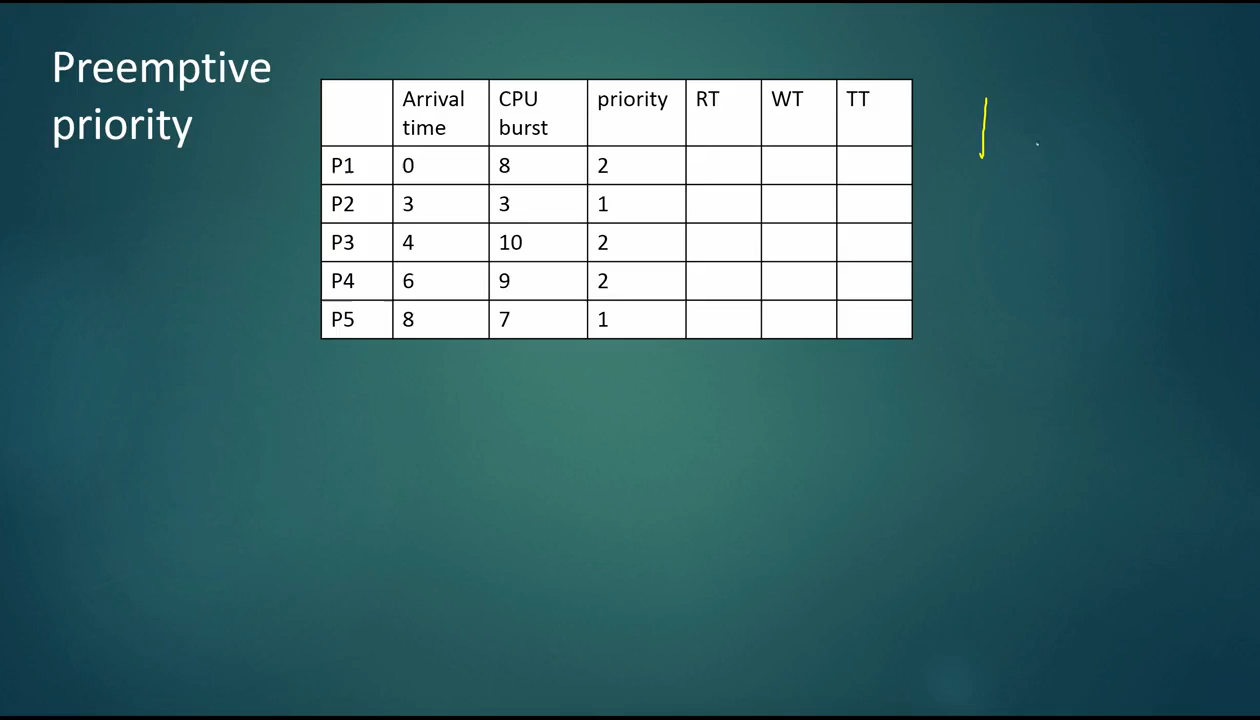 Preemptive
priority
Arrival time CPU burst priority RT WT TT
P1 0 8 2
P2 3 3 1
P3 4 10 2
P4 6 9 2
P5 8 7 1